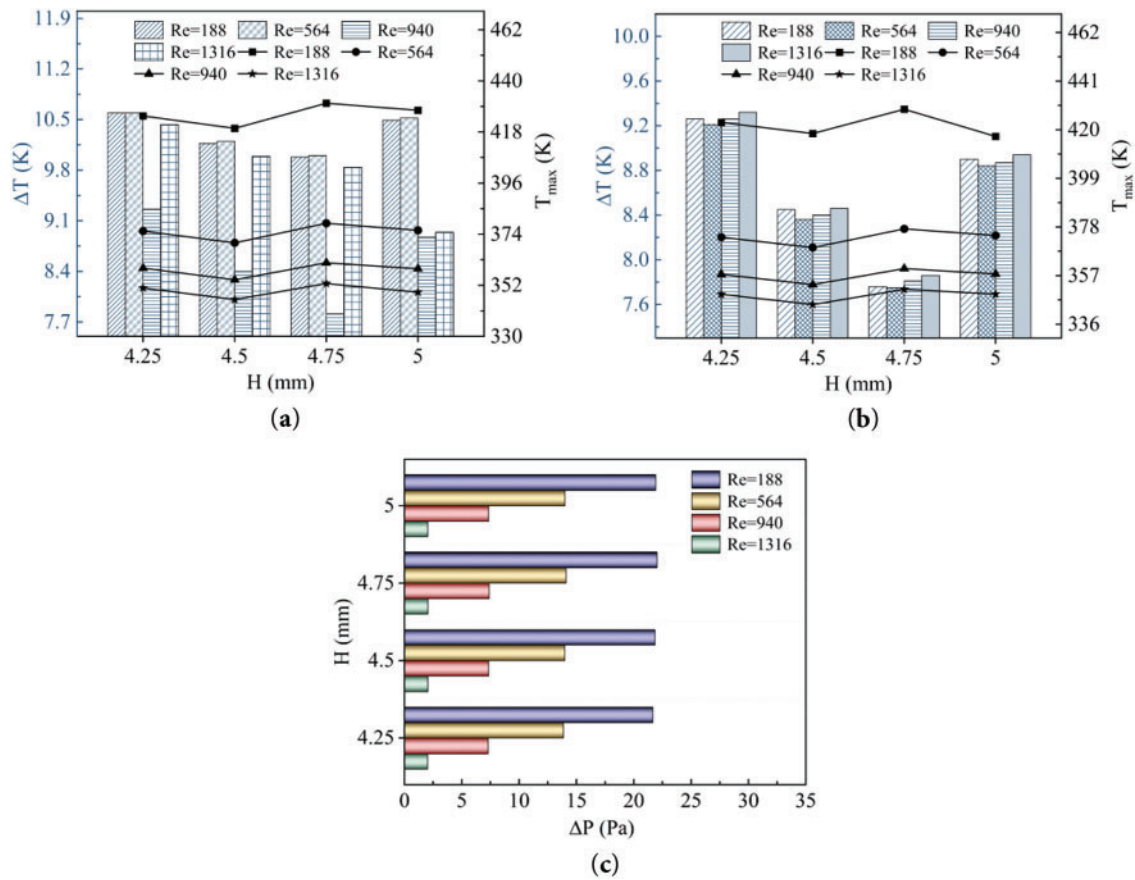 Re=188 Re=564 Re=940
Re=1316 Re=188 Re=564
Re=940 Re=1316
11.9
11.2
10.5
9.8
9.1
8.4
7.7
ΔT (K)
462
440
418
396
374
352
330
Tmax (K)
4.25 4.5 4.75 5
H (mm)
(a)
Re=188 Re=564 Re=940
Re=1316 Re=188 Re=564
Re=940 Re=1316
10.0
9.6
9.2
8.8
8.4
8.0
7.6
ΔT (K)
462
441
420
399
378
357
336
Tmax (K)
4.25 4.5 4.75 5
H (mm)
(b)
Re=188
Re=564
Re=940
Re=1316
5
4.75
4.5
4.25
H (mm)
0 5 10 15 20 25 30 35
ΔP (Pa)
(c)